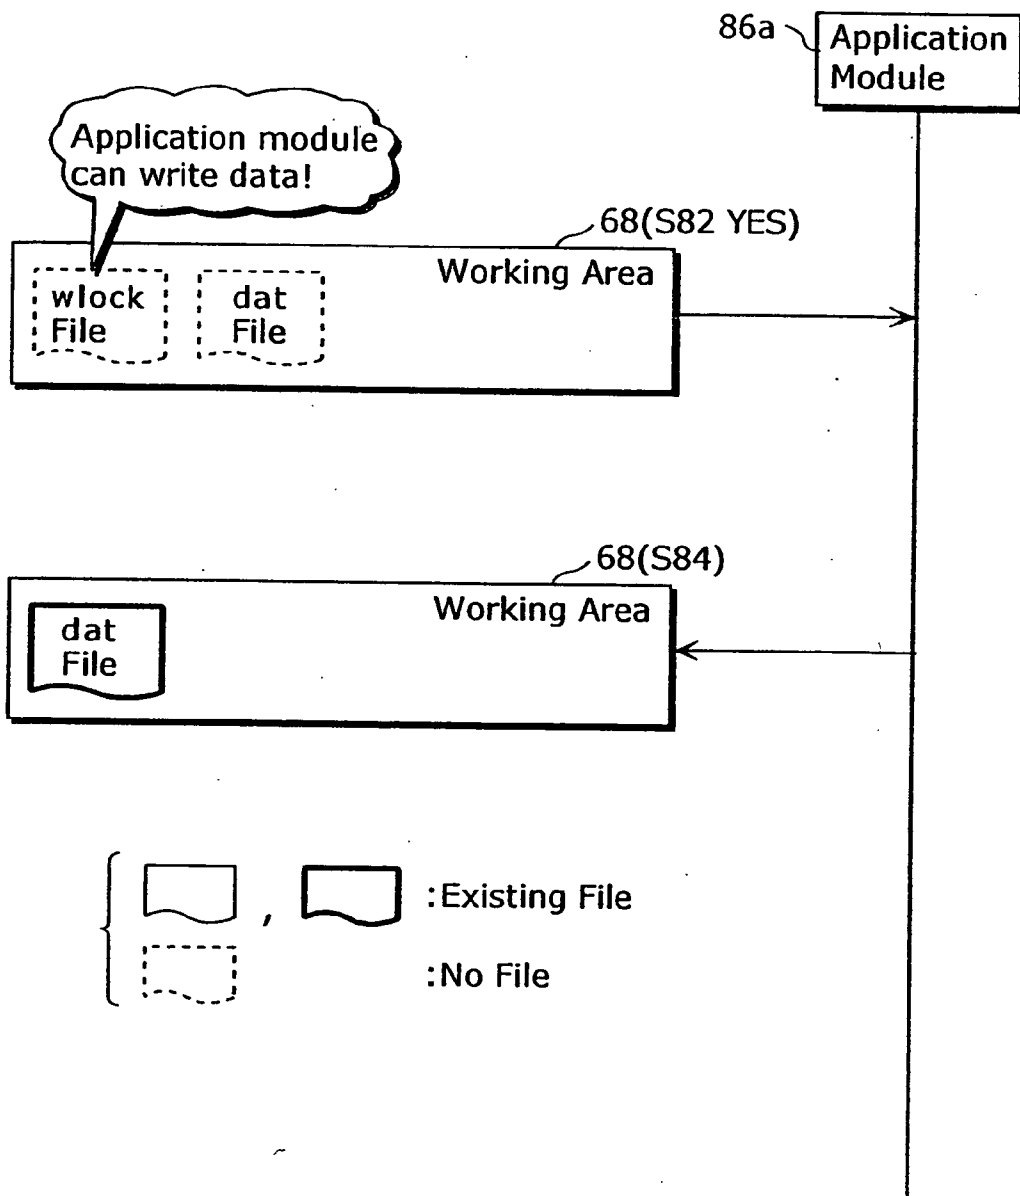 86a
Application
Module
Application module
can write data!
68(S82 YES)
Working Area
wlock
File
dat
File
68(S84)
Working Area
dat
File
, :Existing File
:No File